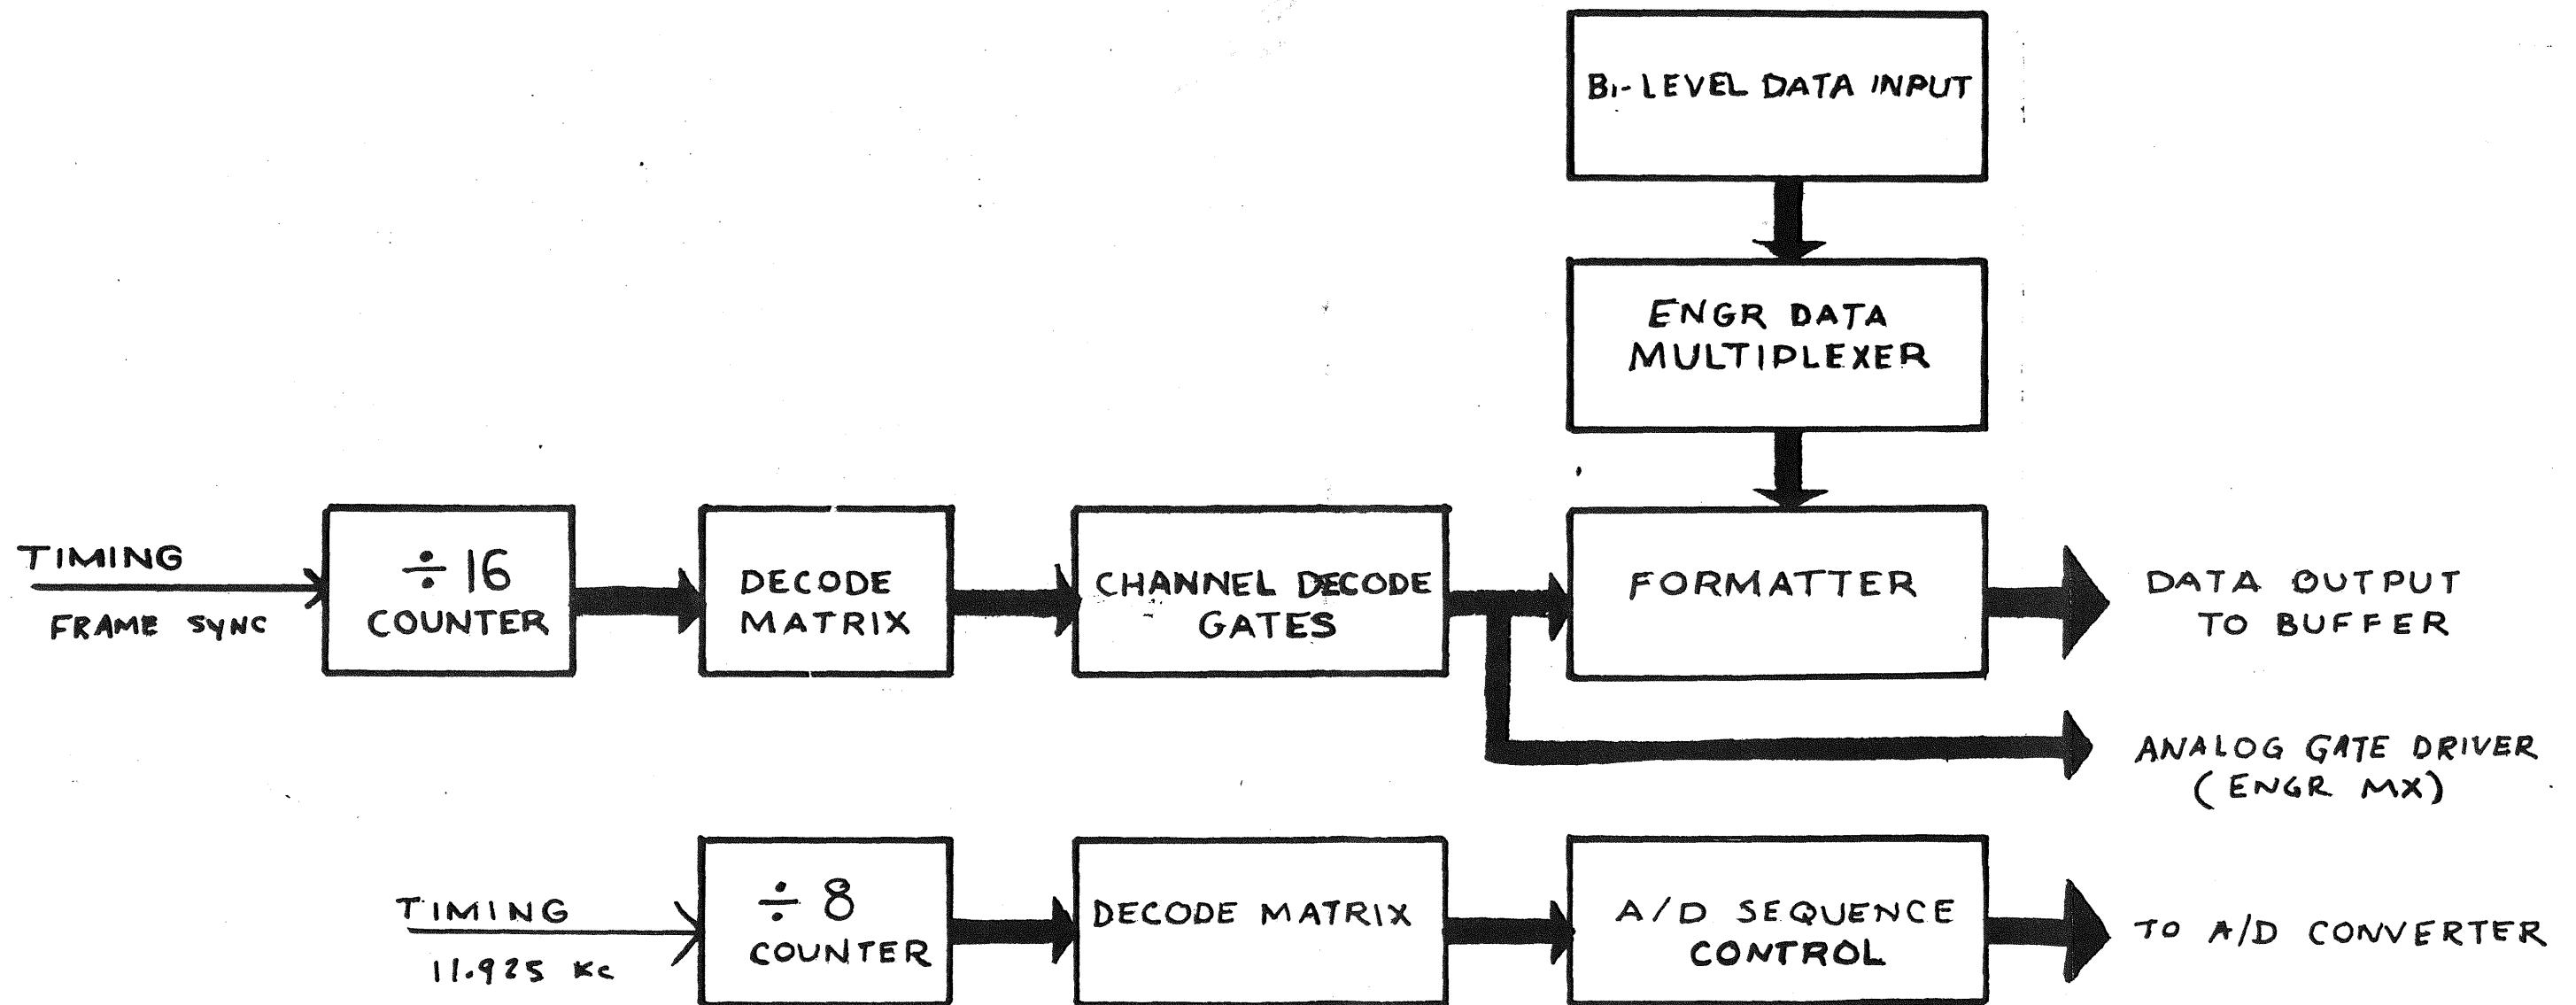 Bi-LEVEL DATA INPUT
ENGR DATA
MULTIPLEXER
TIMING
FRAME SYNC
÷ 16
COUNTER
DECODE
MATRIX
CHANNEL DECODE
GATES
FORMATTER
DATA OUTPUT
TO BUFFER
ANALOG GATE DRIVER
(ENGR MX)
TIMING
11.925 Kc
÷ 8
COUNTER
DECODE MATRIX
A/D SEQUENCE
CONTROL
TO A/D CONVERTER